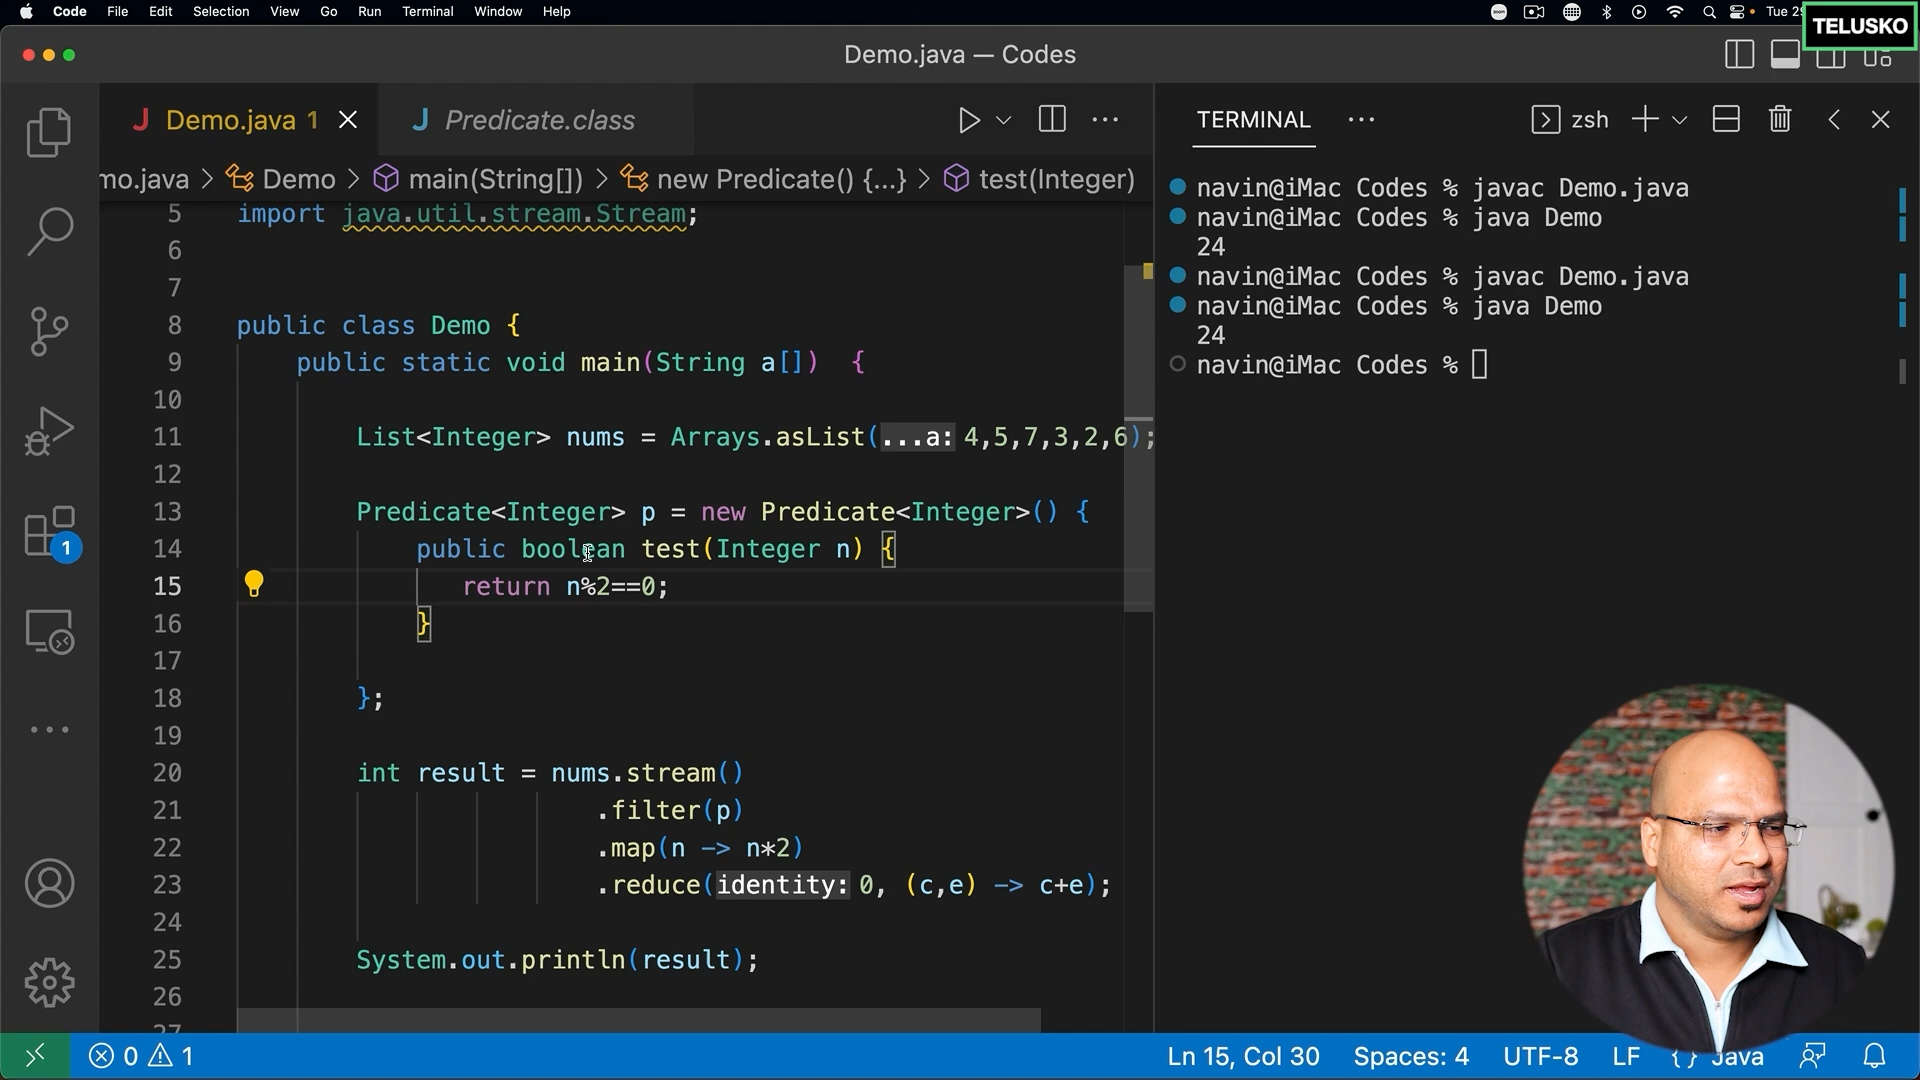 Code File Edit Selection View Go Run Terminal Window Help
zoom
Tue 2
TELUSKO
Demo.java — Codes
Demo.java 1
Predicate.class
mo.java > Demo > main(String[]) > new Predicate() {...} > test(Integer)
5 import java.util.stream.Stream;
6
7
8 public class Demo {
9 public static void main(String a[])  {
10
11 List<Integer> nums = Arrays.asList(...a: 4,5,7,3,2,6);
12
13 Predicate<Integer> p = new Predicate<Integer>() {
14 public boolean test(Integer n) {
15 return n%2==0;
16 }
17
18 };
19
20 int result = nums.stream()
21 .filter(p)
22 .map(n -> n*2)
23 .reduce(identity: 0, (c,e) -> c+e);
24
25 System.out.println(result);
26
27
TERMINAL
zsh
navin@iMac Codes % javac Demo.java
navin@iMac Codes % java Demo
24
navin@iMac Codes % javac Demo.java
navin@iMac Codes % java Demo
24
navin@iMac Codes %
1
0 1
Ln 15, Col 30 Spaces: 4 UTF-8 LF { } Java